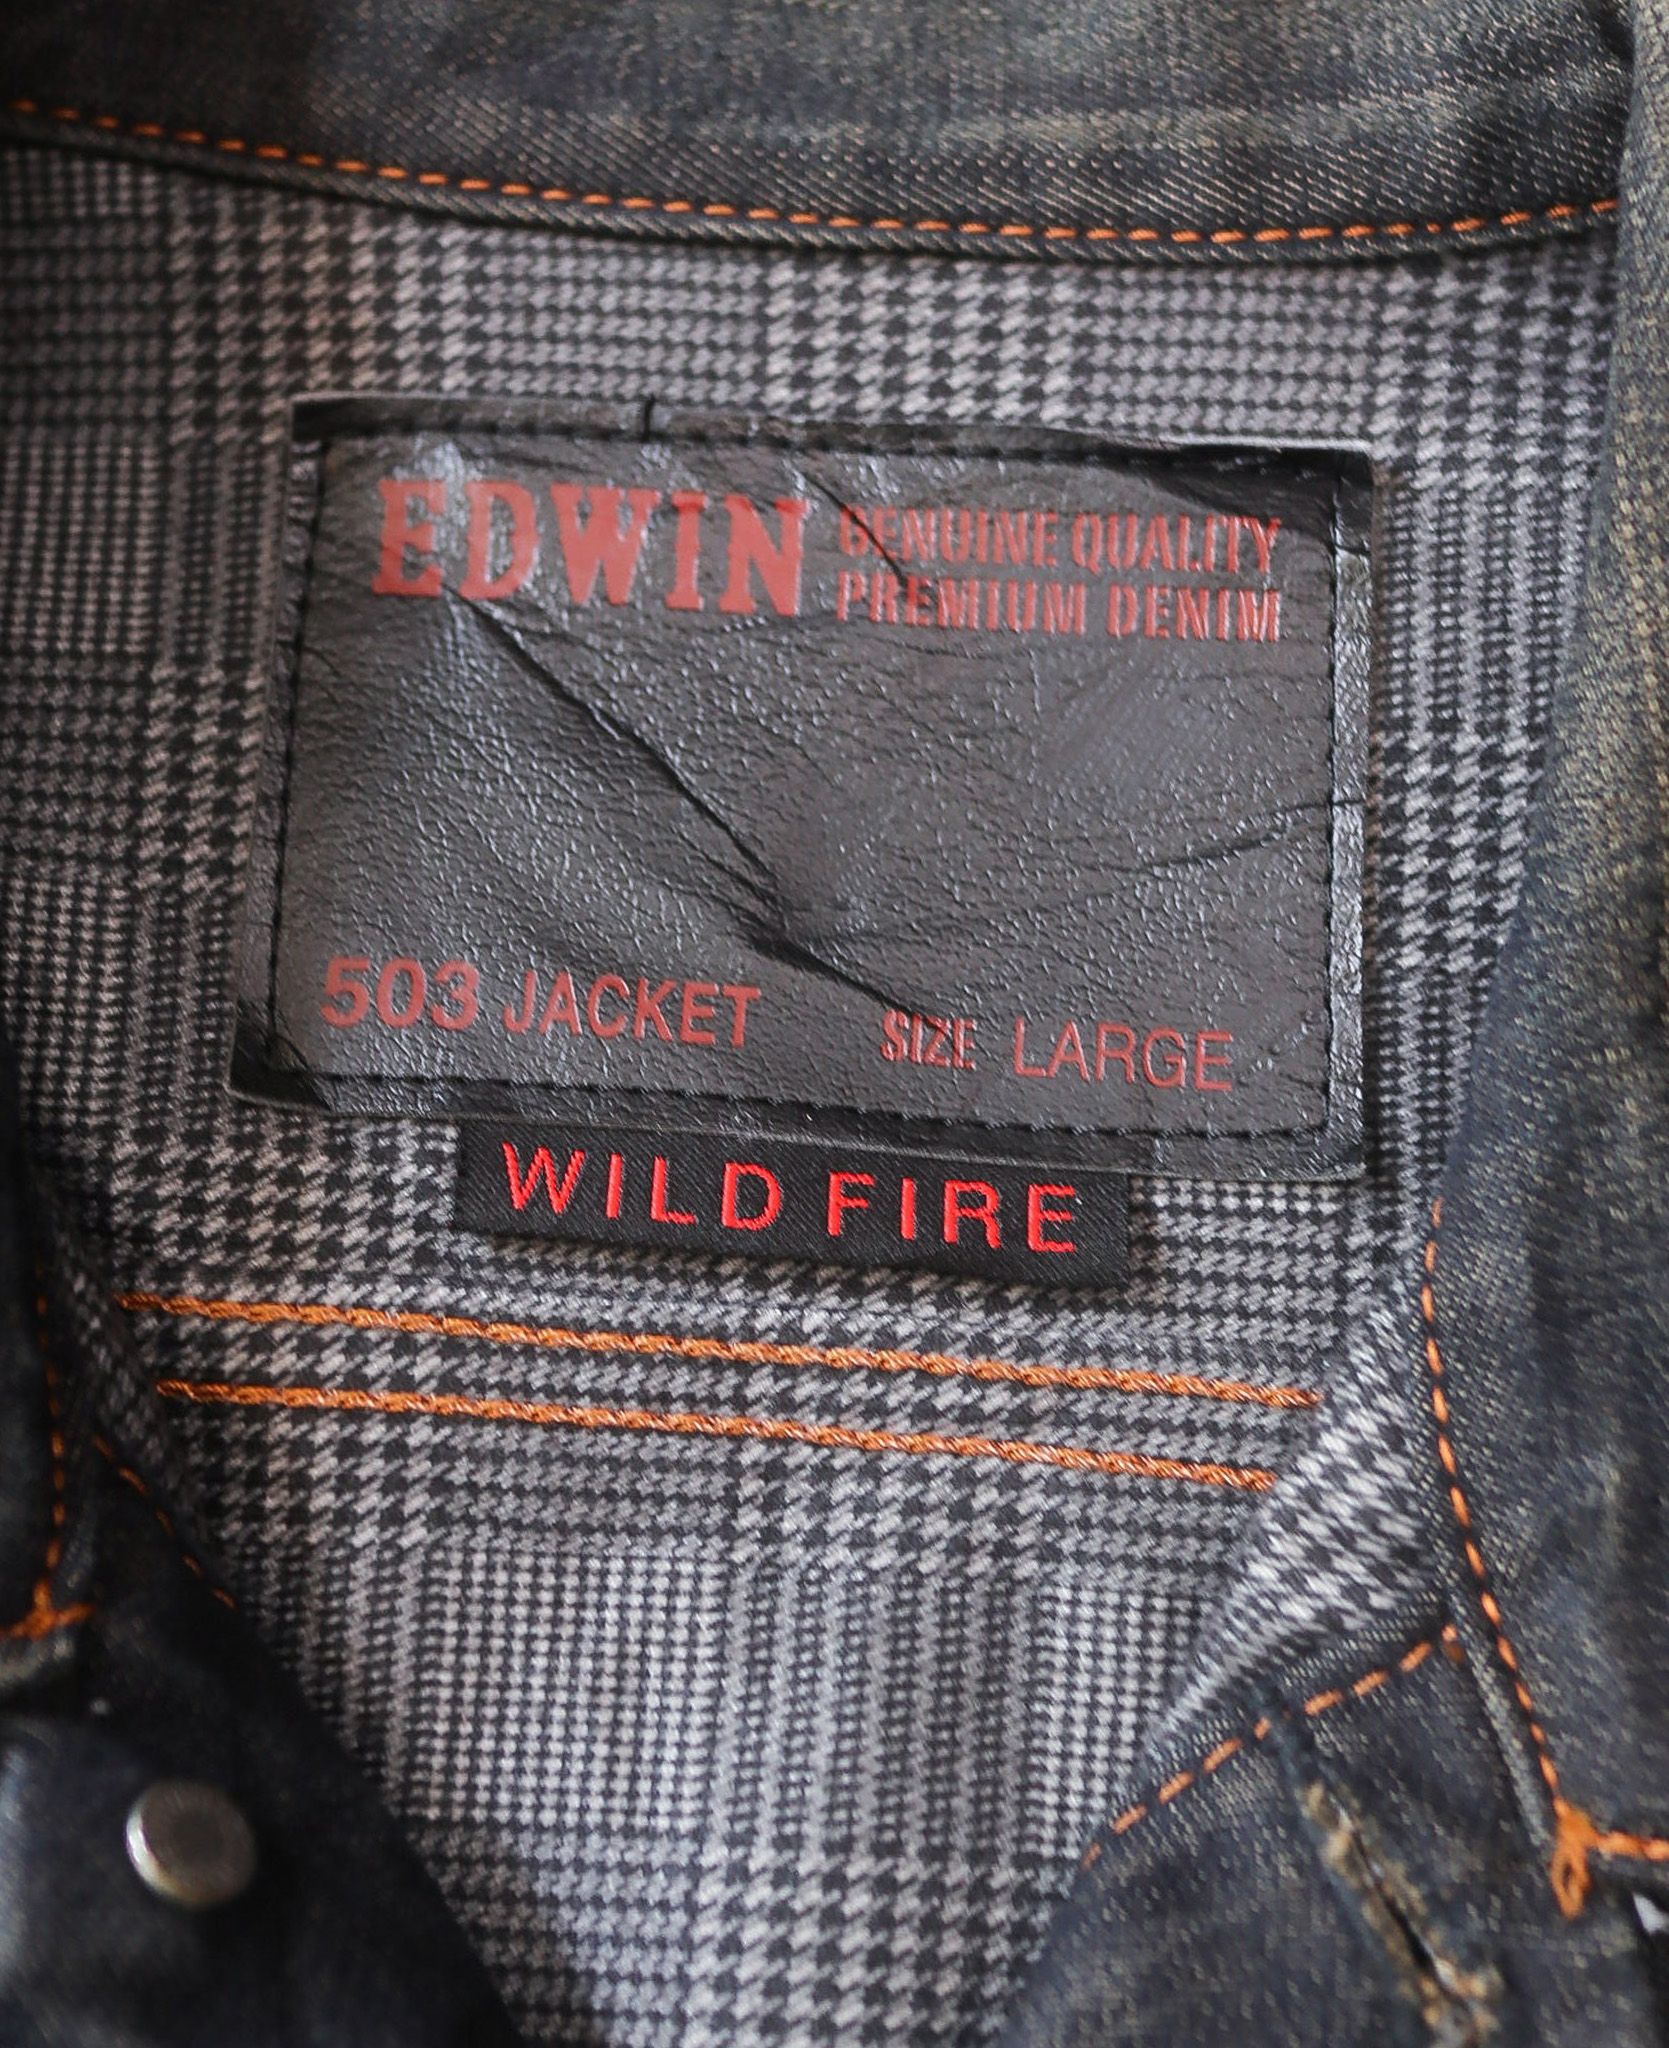 EDWIN GENUINE QUALITY
PREMIUM DENIM
503 JACKET SIZE LARGE
WILD FIRE